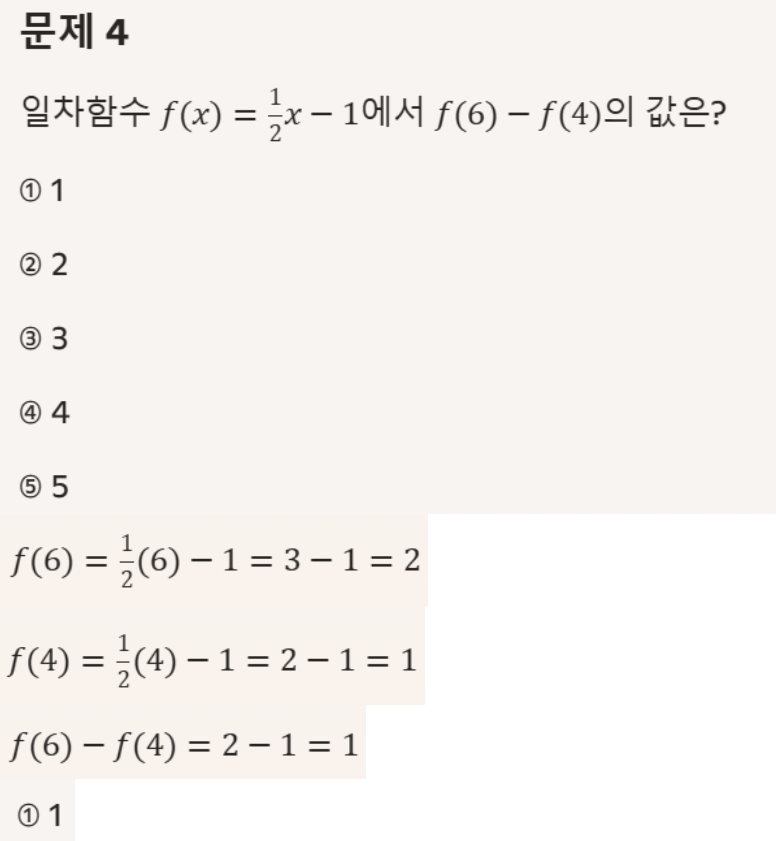 문제 4
일차함수 f(x) = 1/2 x − 1에서 f(6) − f(4)의 값은?
① 1
② 2
③ 3
④ 4
⑤ 5
f(6) = 1/2 (6) − 1 = 3 − 1 = 2
f(4) = 1/2 (4) − 1 = 2 − 1 = 1
f(6) − f(4) = 2 − 1 = 1
① 1